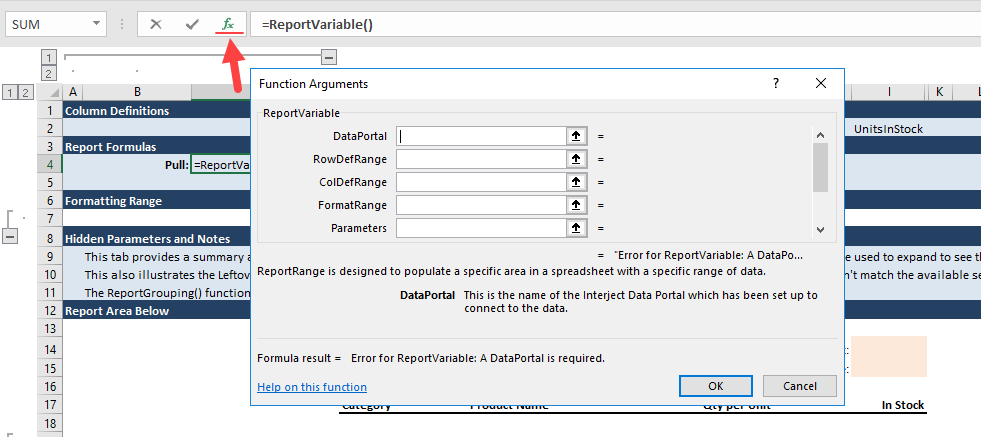 SUM fx =ReportVariable()
1
2
1 2 A B I K L
Function Arguments ? X
1 Column Definitions
ReportVariable
2 UnitsInStock
DataPortal =
3 Report Formulas
RowDefRange =
4 Pull: =ReportVa
ColDefRange =
5
6 Formatting Range
FormatRange =
7
Parameters =
8 Hidden Parameters and Notes
= "Error for ReportVariable: A DataPo...
9 This tab provides a summary a e used to expand to see th
ReportRange is designed to populate a specific area in a spreadsheet with a specific range of data.
10 This also illustrates the Leftov n't match the available se
11 The ReportGrouping() function
DataPortal This is the name of the Interject Data Portal which has been set up to
connect to the data.
12 Report Area Below
13
14
Formula result = Error for ReportVariable: A DataPortal is required.
15
16
Help on this function OK Cancel
17 Category Product Name Qty per Unit In Stock
18